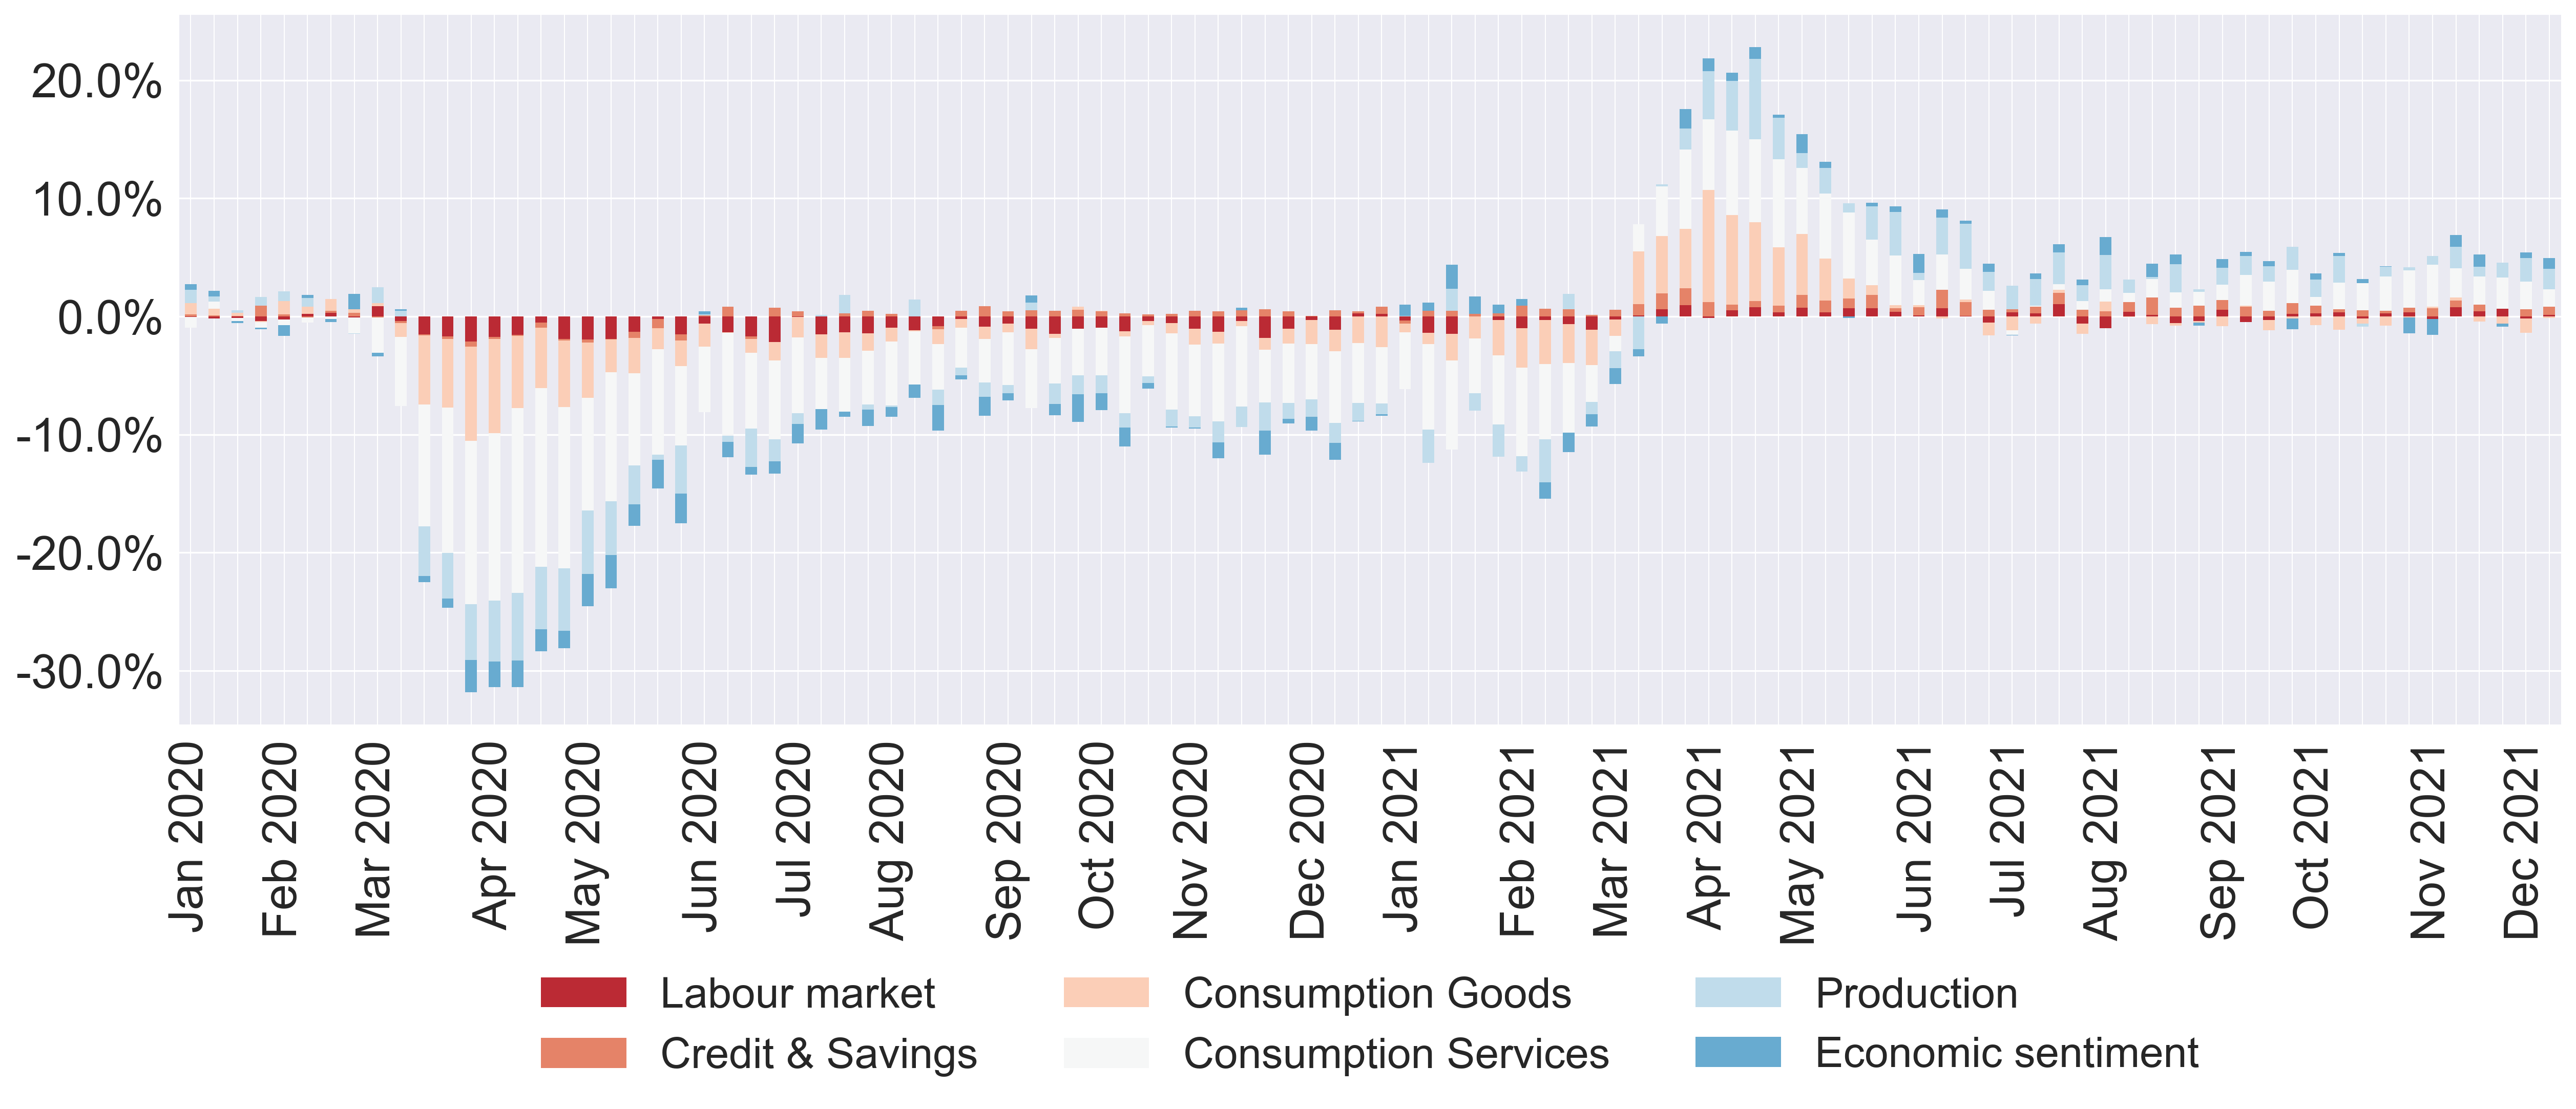 20.0%
10.0%
0.0%
-10.0%
-20.0%
-30.0%
Jan 2020
Feb 2020
Mar 2020
Apr 2020
May 2020
Jun 2020
Jul 2020
Aug 2020
Sep 2020
Oct 2020
Nov 2020
Dec 2020
Jan 2021
Feb 2021
Mar 2021
Apr 2021
May 2021
Jun 2021
Jul 2021
Aug 2021
Sep 2021
Oct 2021
Nov 2021
Dec 2021
Labour market
Credit & Savings
Consumption Goods
Consumption Services
Production
Economic sentiment